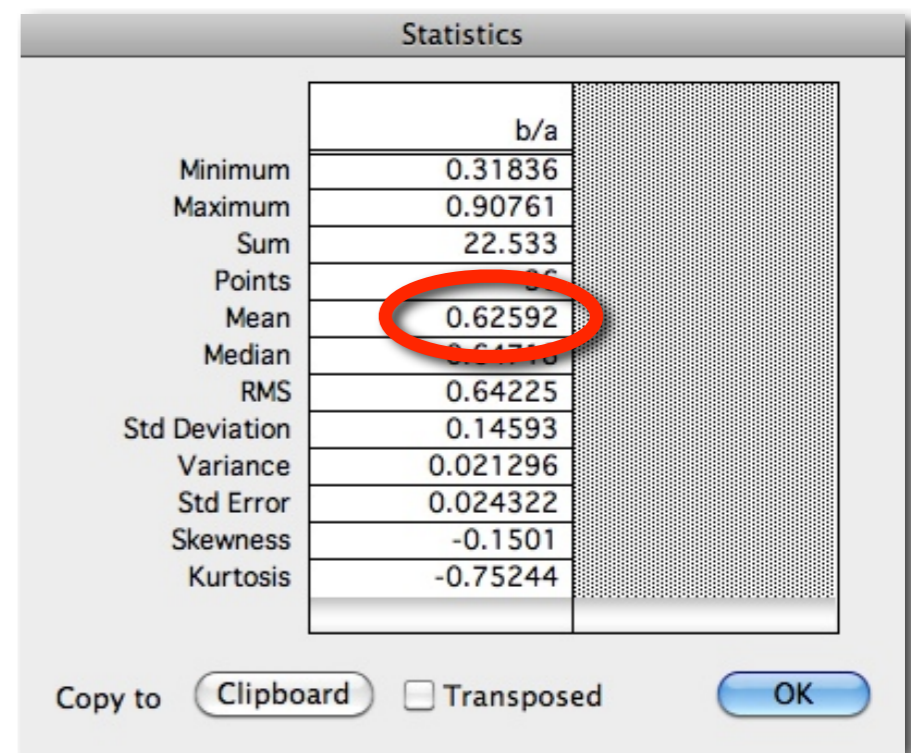 Statistics
b/a
Minimum 0.31836
Maximum 0.90761
Sum 22.533
Points
Mean 0.62592
Median
RMS 0.64225
Std Deviation 0.14593
Variance 0.021296
Std Error 0.024322
Skewness -0.1501
Kurtosis -0.75244
Copy to Clipboard Transposed OK